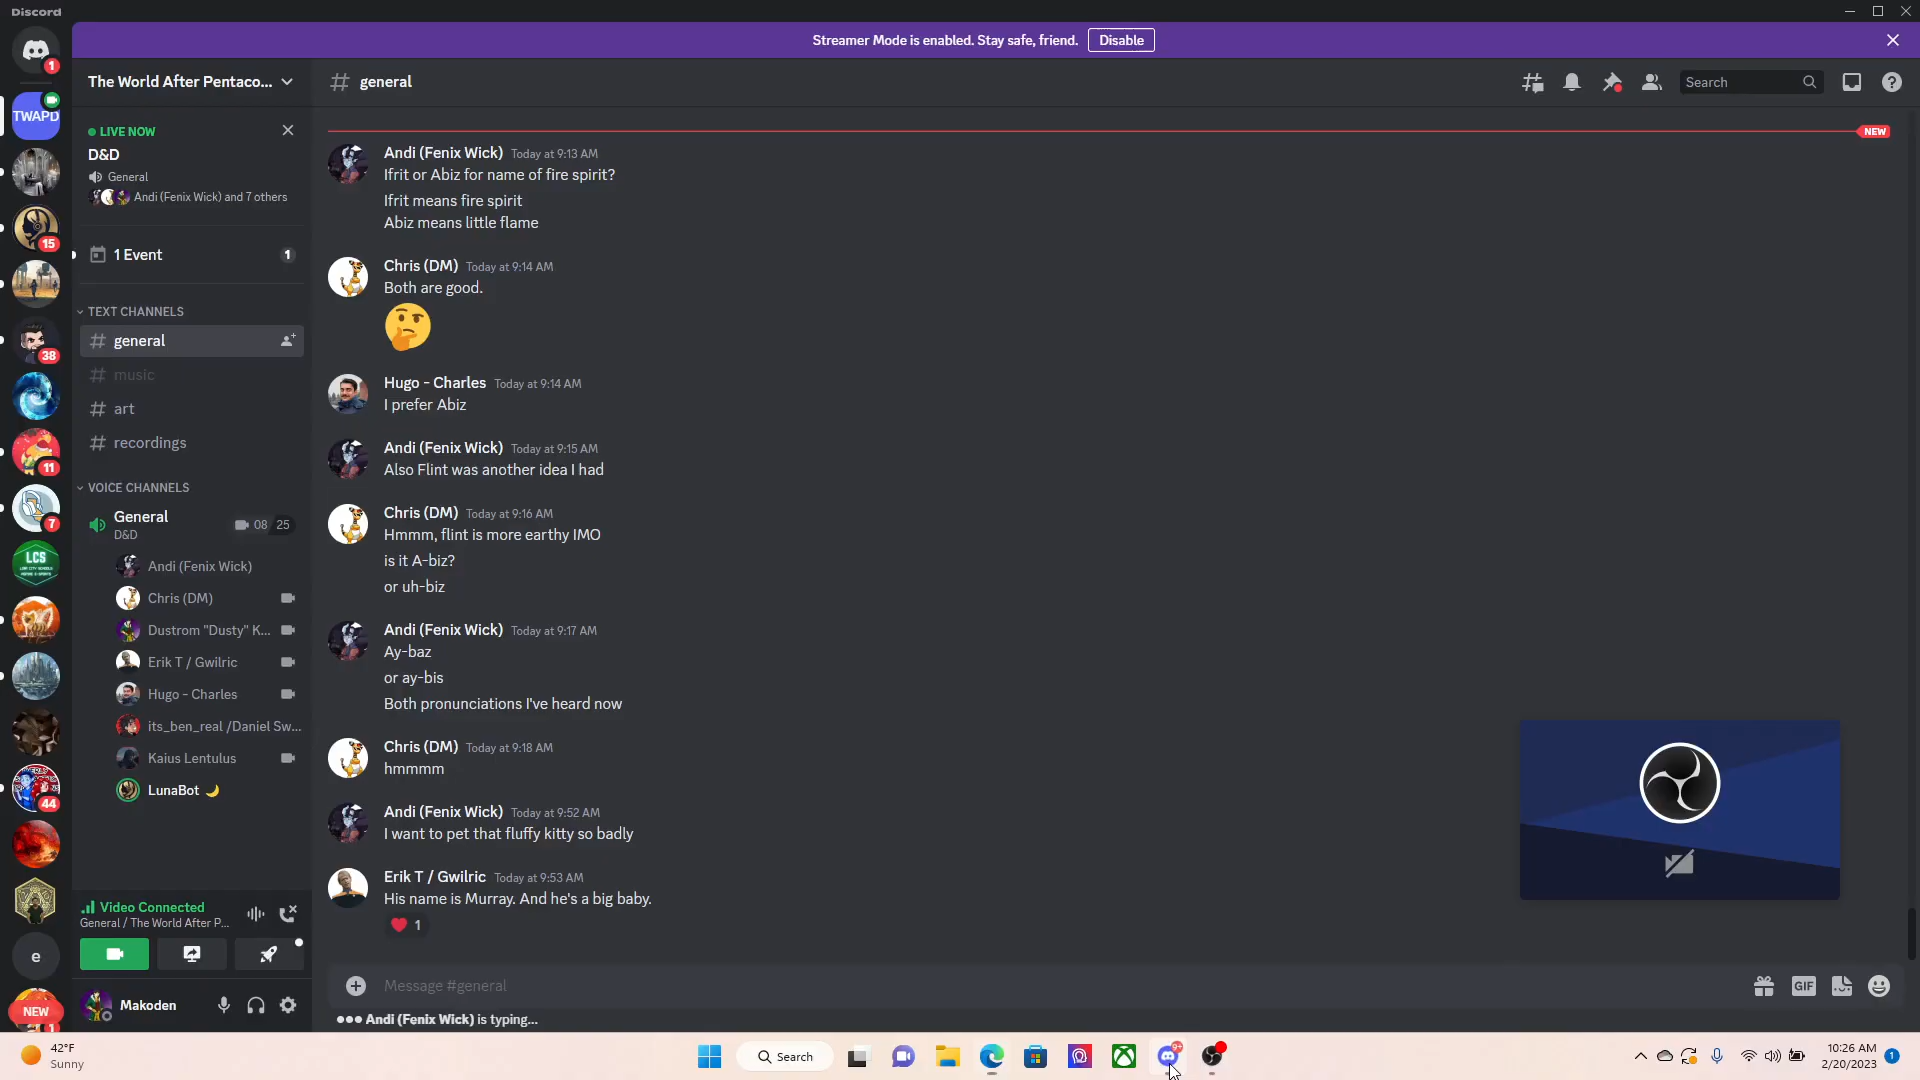 Discord
Streamer Mode is enabled. Stay safe, friend.
Disable
1
TWAPD
15
38
11
7
LCS
44
e
NEW
1
The World After Pentaco...
LIVE NOW
D&D
General
Andi (Fenix Wick) and 7 others
1 Event
1
TEXT CHANNELS
general
music
art
recordings
VOICE CHANNELS
General
08 25
D&D
Andi (Fenix Wick)
Chris (DM)
Dustrom "Dusty" K...
Erik T / Gwilric
Hugo - Charles
its_ben_real /Daniel Sw...
Kaius Lentulus
LunaBot
Video Connected
General / The World After P...
Makoden
general
Search
NEW
Andi (Fenix Wick) Today at 9:13 AM
Ifrit or Abiz for name of fire spirit?
Ifrit means fire spirit
Abiz means little flame
Chris (DM) Today at 9:14 AM
Both are good.
Hugo - Charles Today at 9:14 AM
I prefer Abiz
Andi (Fenix Wick) Today at 9:15 AM
Also Flint was another idea I had
Chris (DM) Today at 9:16 AM
Hmmm, flint is more earthy IMO
is it A-biz?
or uh-biz
Andi (Fenix Wick) Today at 9:17 AM
Ay-baz
or ay-bis
Both pronunciations I've heard now
Chris (DM) Today at 9:18 AM
hmmmm
Andi (Fenix Wick) Today at 9:52 AM
I want to pet that fluffy kitty so badly
Erik T / Gwilric Today at 9:53 AM
His name is Murray. And he's a big baby.
1
Message #general
GIF
Andi (Fenix Wick) is typing...
42°F
Sunny
Search
9+
10:26 AM
2/20/2023
1